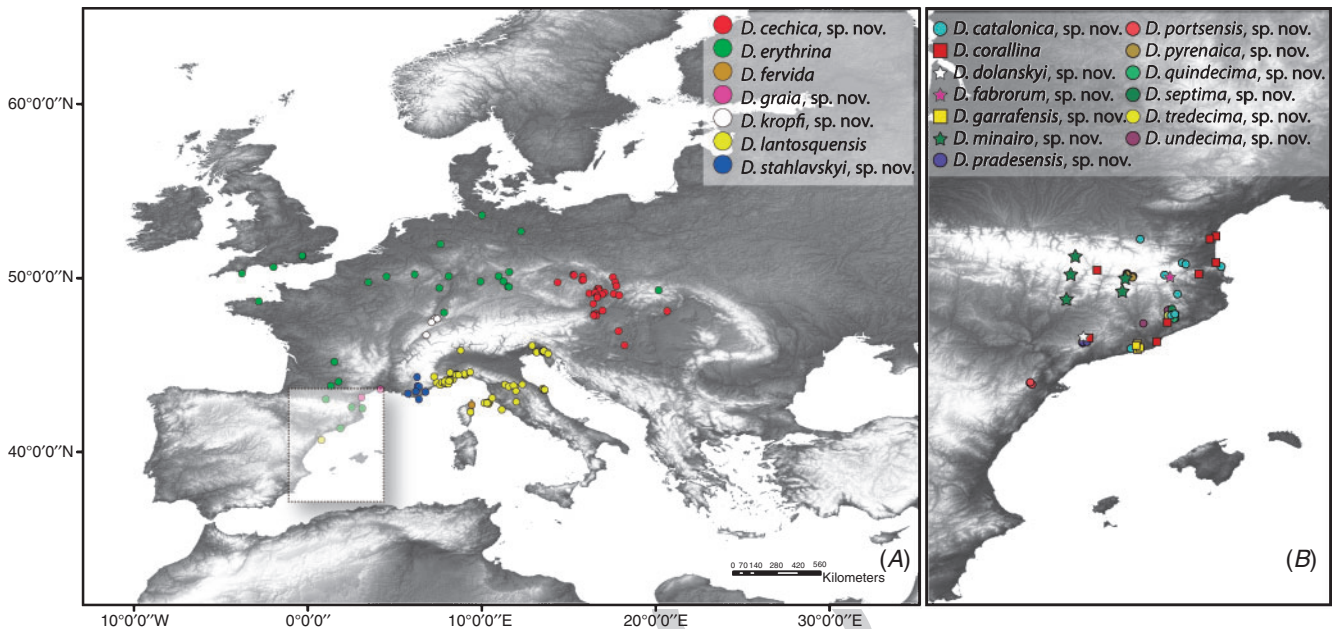 D. cechica, sp. nov.
D. erythrina
D. fervida
D. graia, sp. nov.
D. kropfi, sp. nov.
D. lantosquensis
D. stahlavskyi, sp. nov.
60°0′0″N
50°0′0″N
40°0′0″N
10°0′0″W
0°0′0″
10°0′0″E
20°0′0″E
30°0′0″E
0 70 140 280 420 560
Kilometers
(A)
D. catalonica, sp. nov.
D. corallina
D. dolanskyi, sp. nov.
D. fabrorum, sp. nov.
D. garrafensis, sp. nov.
D. minairo, sp. nov.
D. pradesensis, sp. nov.
D. portsensis, sp. nov.
D. pyrenaica, sp. nov.
D. quindecima, sp. nov.
D. septima, sp. nov.
D. tredecima, sp. nov.
D. undecima, sp. nov.
(B)